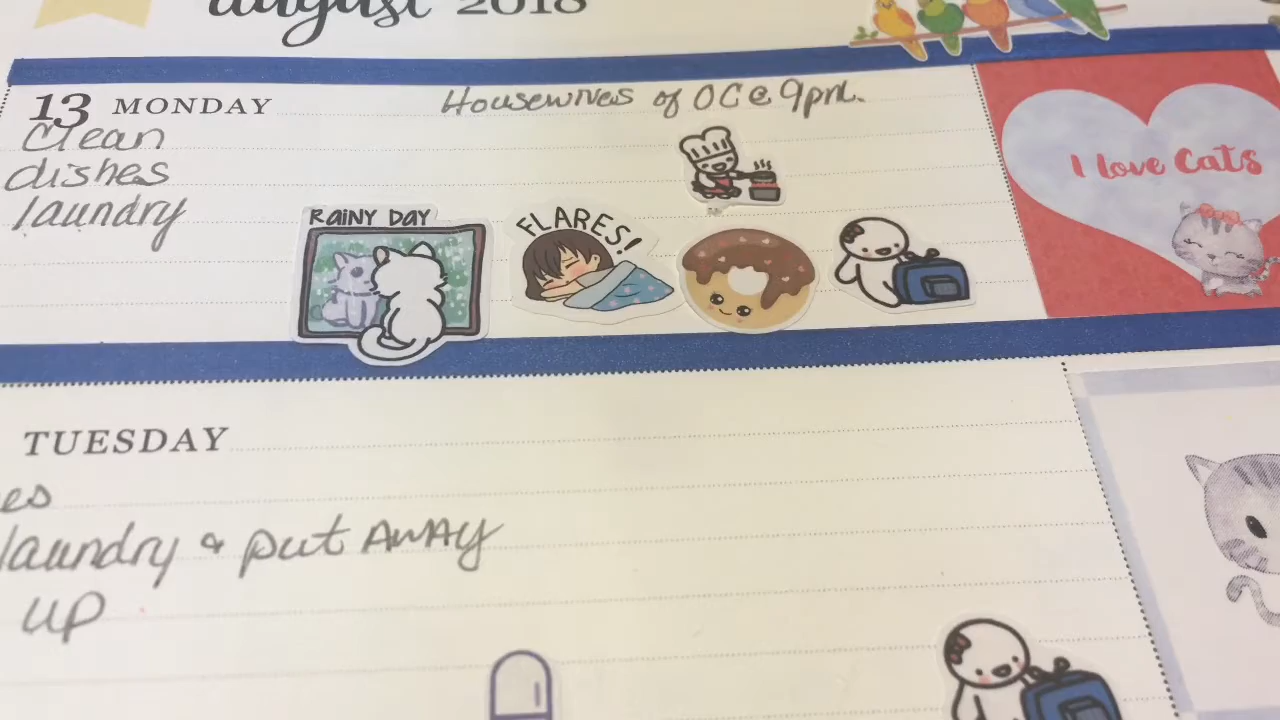 august 2018
13 MONDAY
Housewives of OC @ 9pm.
Clean
dishes
laundry
I love Cats
RAINY DAY
FLARES!
TUESDAY
es
laundry & put AWAY
up